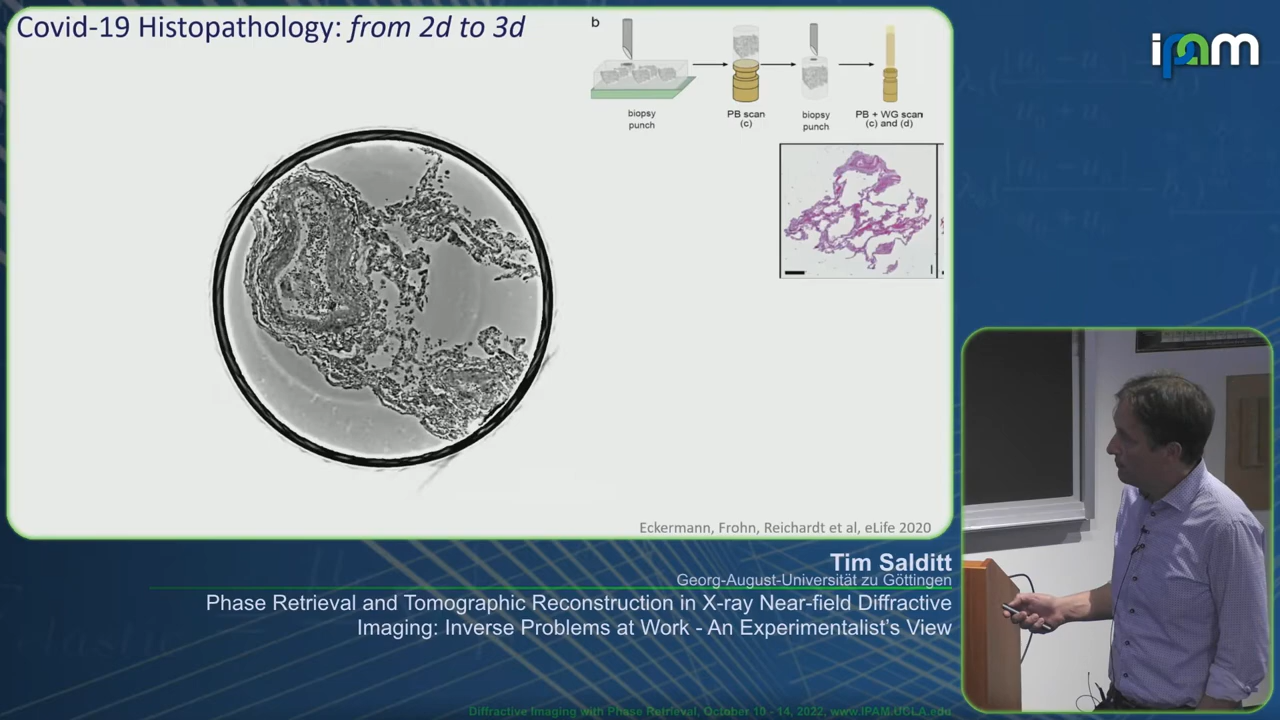 Covid-19 Histopathology: from 2d to 3d
b
biopsy
punch
PB scan
(c)
biopsy
punch
PB + WG scan
(c) and (d)
ipam
Eckermann, Frohn, Reichardt et al, eLife 2020
Tim Salditt
Georg-August-Universität zu Göttingen
Phase Retrieval and Tomographic Reconstruction in X-ray Near-field Diffractive
Imaging: Inverse Problems at Work - An Experimentalist's View
Diffractive Imaging with Phase Retrieval, October 10 - 14, 2022, www.IPAM.UCLA.edu